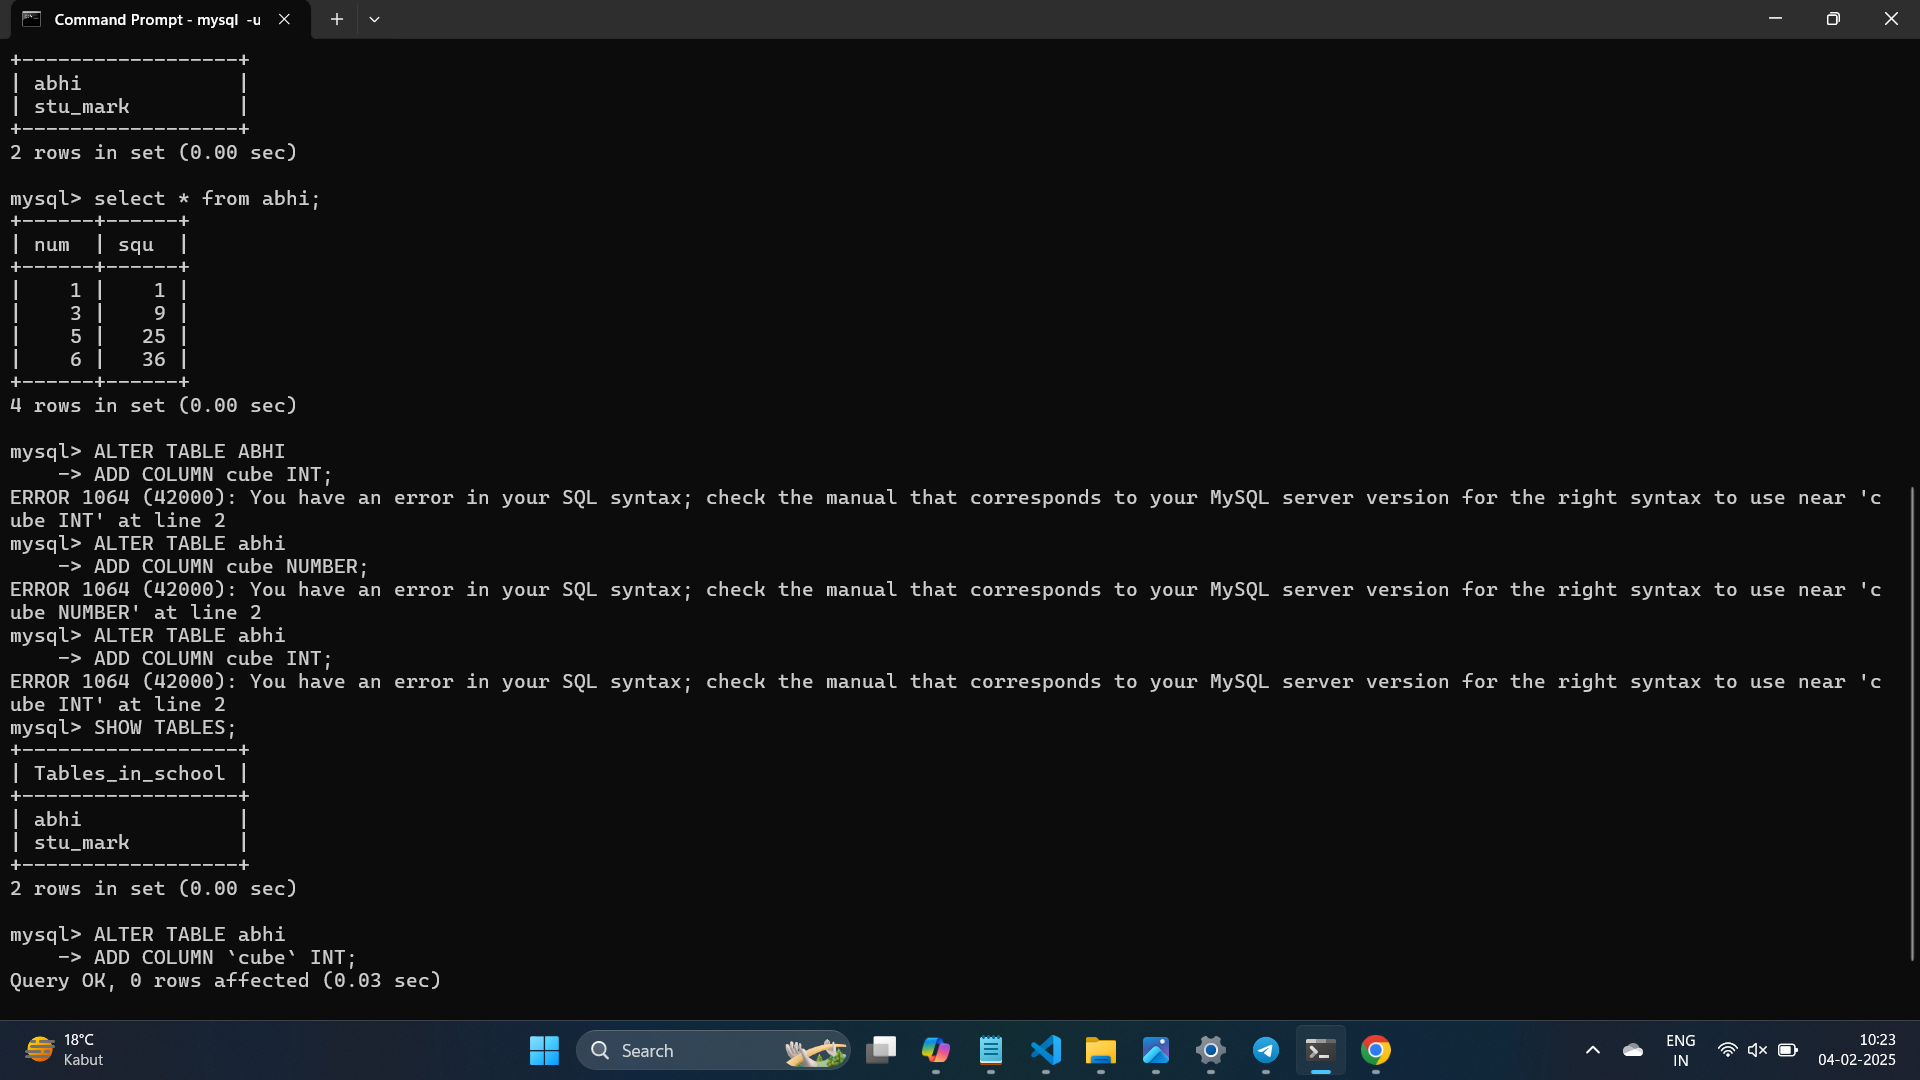 Command Prompt - mysql -u
+------------------+
| abhi             |
| stu_mark         |
+------------------+
2 rows in set (0.00 sec)
mysql> select * from abhi;
+------+------+
| num  | squ  |
+------+------+
|    1 |    1 |
|    3 |    9 |
|    5 |   25 |
|    6 |   36 |
+------+------+
4 rows in set (0.00 sec)
mysql> ALTER TABLE ABHI
    -> ADD COLUMN cube INT;
ERROR 1064 (42000): You have an error in your SQL syntax; check the manual that corresponds to your MySQL server version for the right syntax to use near 'c
ube INT' at line 2
mysql> ALTER TABLE abhi
    -> ADD COLUMN cube NUMBER;
ERROR 1064 (42000): You have an error in your SQL syntax; check the manual that corresponds to your MySQL server version for the right syntax to use near 'c
ube NUMBER' at line 2
mysql> ALTER TABLE abhi
    -> ADD COLUMN cube INT;
ERROR 1064 (42000): You have an error in your SQL syntax; check the manual that corresponds to your MySQL server version for the right syntax to use near 'c
ube INT' at line 2
mysql> SHOW TABLES;
+------------------+
| Tables_in_school |
+------------------+
| abhi             |
| stu_mark         |
+------------------+
2 rows in set (0.00 sec)
mysql> ALTER TABLE abhi
    -> ADD COLUMN `cube` INT;
Query OK, 0 rows affected (0.03 sec)
18°C
Kabut
Search
ENG
IN
10:23
04-02-2025